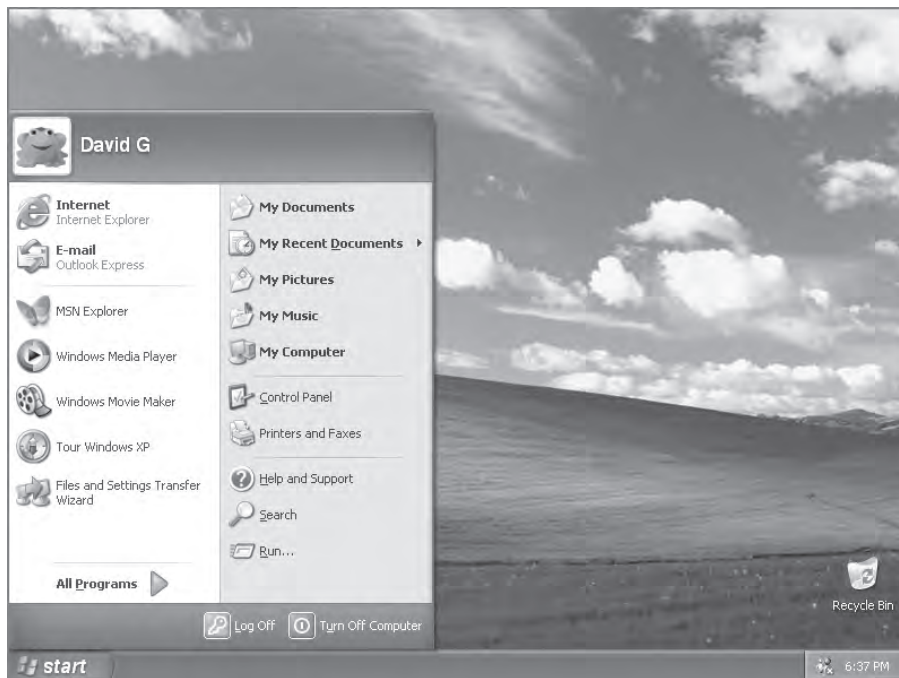 David G
Internet
Internet Explorer
E-mail
Outlook Express
MSN Explorer
Windows Media Player
Windows Movie Maker
Tour Windows XP
Files and Settings Transfer
Wizard
All Programs
My Documents
My Recent Documents
My Pictures
My Music
My Computer
Control Panel
Printers and Faxes
Help and Support
Search
Run...
Log Off
Turn Off Computer
Recycle Bin
start
6:37 PM